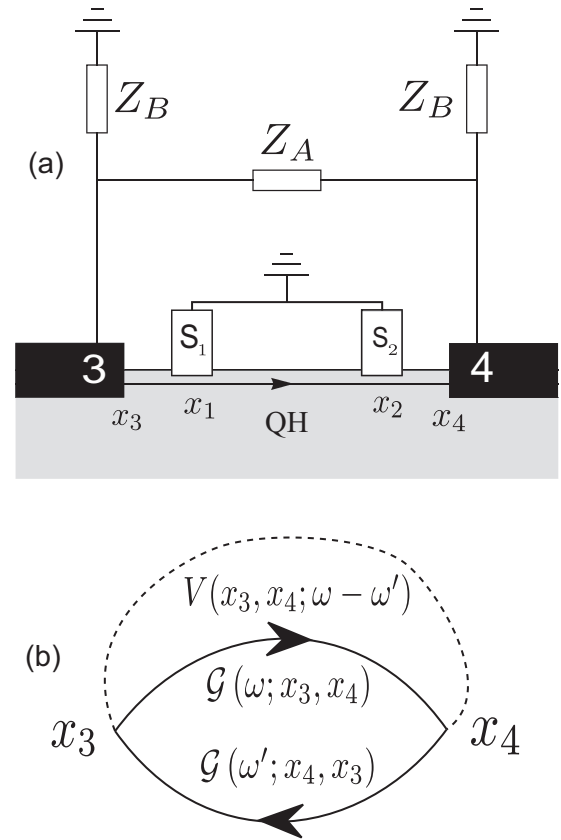 Z_B
Z_B
Z_A
(a)
S_1
S_2
3
4
x_3
x_1
x_2
x_4
QH
V(x_3, x_4; ω − ω′)
(b)
𝒢(ω; x_3, x_4)
x_3
x_4
𝒢(ω′; x_4, x_3)